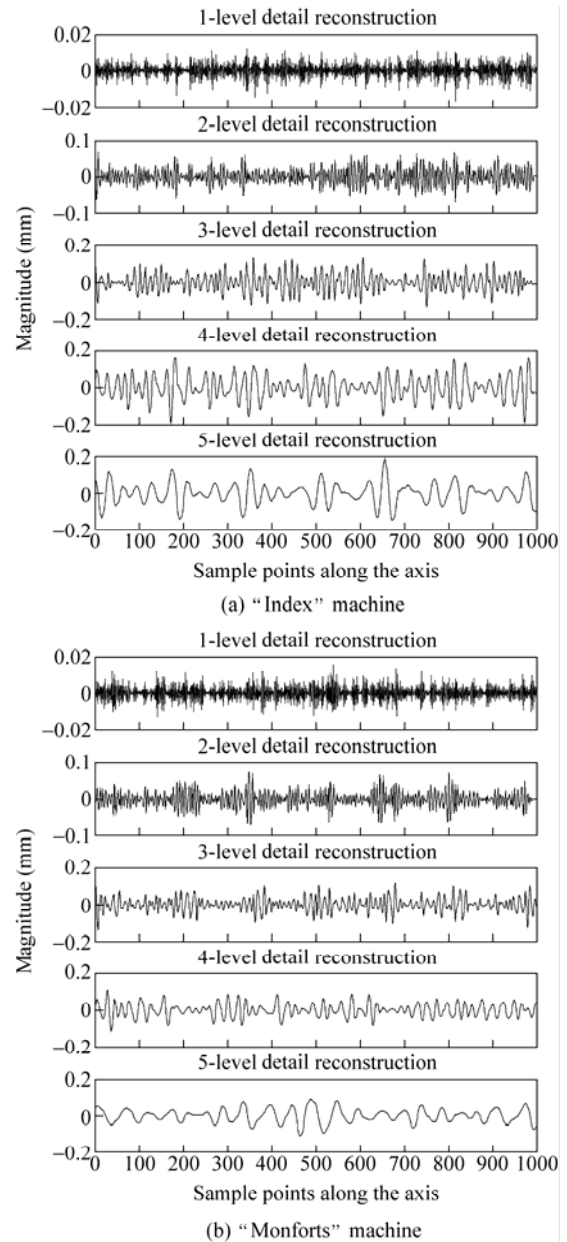 1-level detail reconstruction
0.02
0
−0.02
2-level detail reconstruction
0.1
0
−0.1
3-level detail reconstruction
0.2
0
−0.2
4-level detail reconstruction
0.2
0
−0.2
5-level detail reconstruction
0.2
0
−0.2
Magnitude (mm)
0 100 200 300 400 500 600 700 800 900 1000
Sample points along the axis
(a) “Index” machine
1-level detail reconstruction
0.02
0
−0.02
2-level detail reconstruction
0.1
0
−0.1
3-level detail reconstruction
0.2
0
−0.2
4-level detail reconstruction
0.2
0
−0.2
5-level detail reconstruction
0.2
0
−0.2
Magnitude (mm)
0 100 200 300 400 500 600 700 800 900 1000
Sample points along the axis
(b) “Monforts” machine